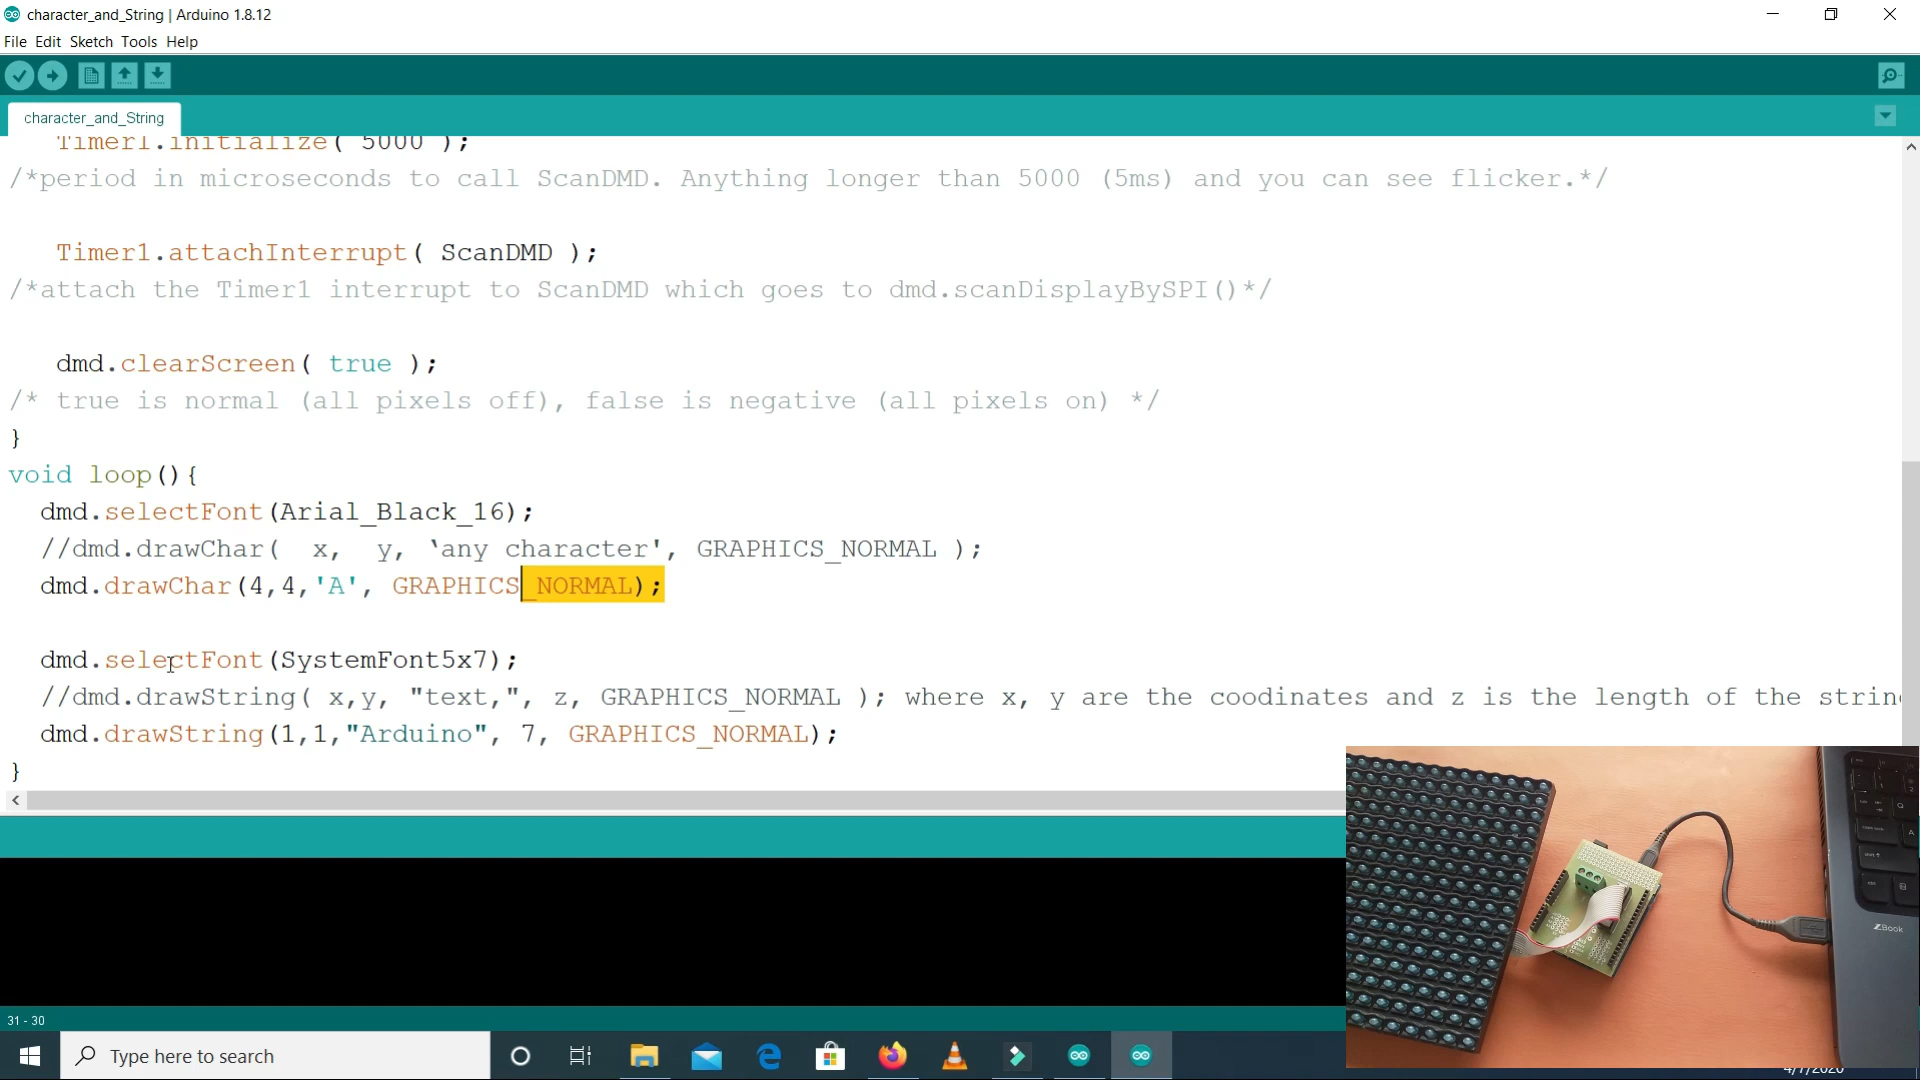 character_and_String | Arduino 1.8.12
File Edit Sketch Tools Help
character_and_String
Timer1.initialize( 5000 );
/*period in microseconds to call ScanDMD. Anything longer than 5000 (5ms) and you can see flicker.*/
Timer1.attachInterrupt( ScanDMD );
/*attach the Timer1 interrupt to ScanDMD which goes to dmd.scanDisplayBySPI()*/
dmd.clearScreen( true );
/* true is normal (all pixels off), false is negative (all pixels on) */
}
void loop(){
dmd.selectFont(Arial_Black_16);
//dmd.drawChar(  x,  y, ‵any character', GRAPHICS_NORMAL );
dmd.drawChar(4,4,'A', GRAPHICS_NORMAL);
dmd.selectFont(SystemFont5x7);
//dmd.drawString( x,y, "text,", z, GRAPHICS_NORMAL ); where x, y are the coodinates and z is the length of the strin
dmd.drawString(1,1,"Arduino", 7, GRAPHICS_NORMAL);
}
ZBook
31 - 30
Type here to search
4/7/2020